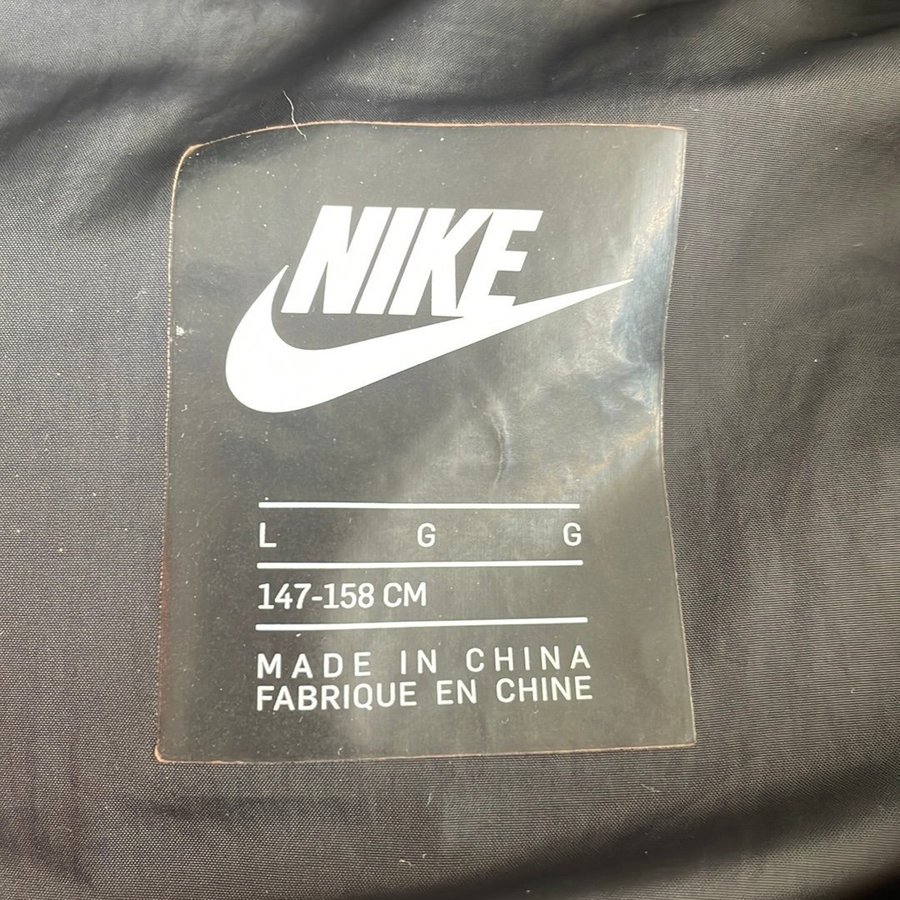 NIKE
L G G
147-158 CM
MADE IN CHINA
FABRIQUE EN CHINE